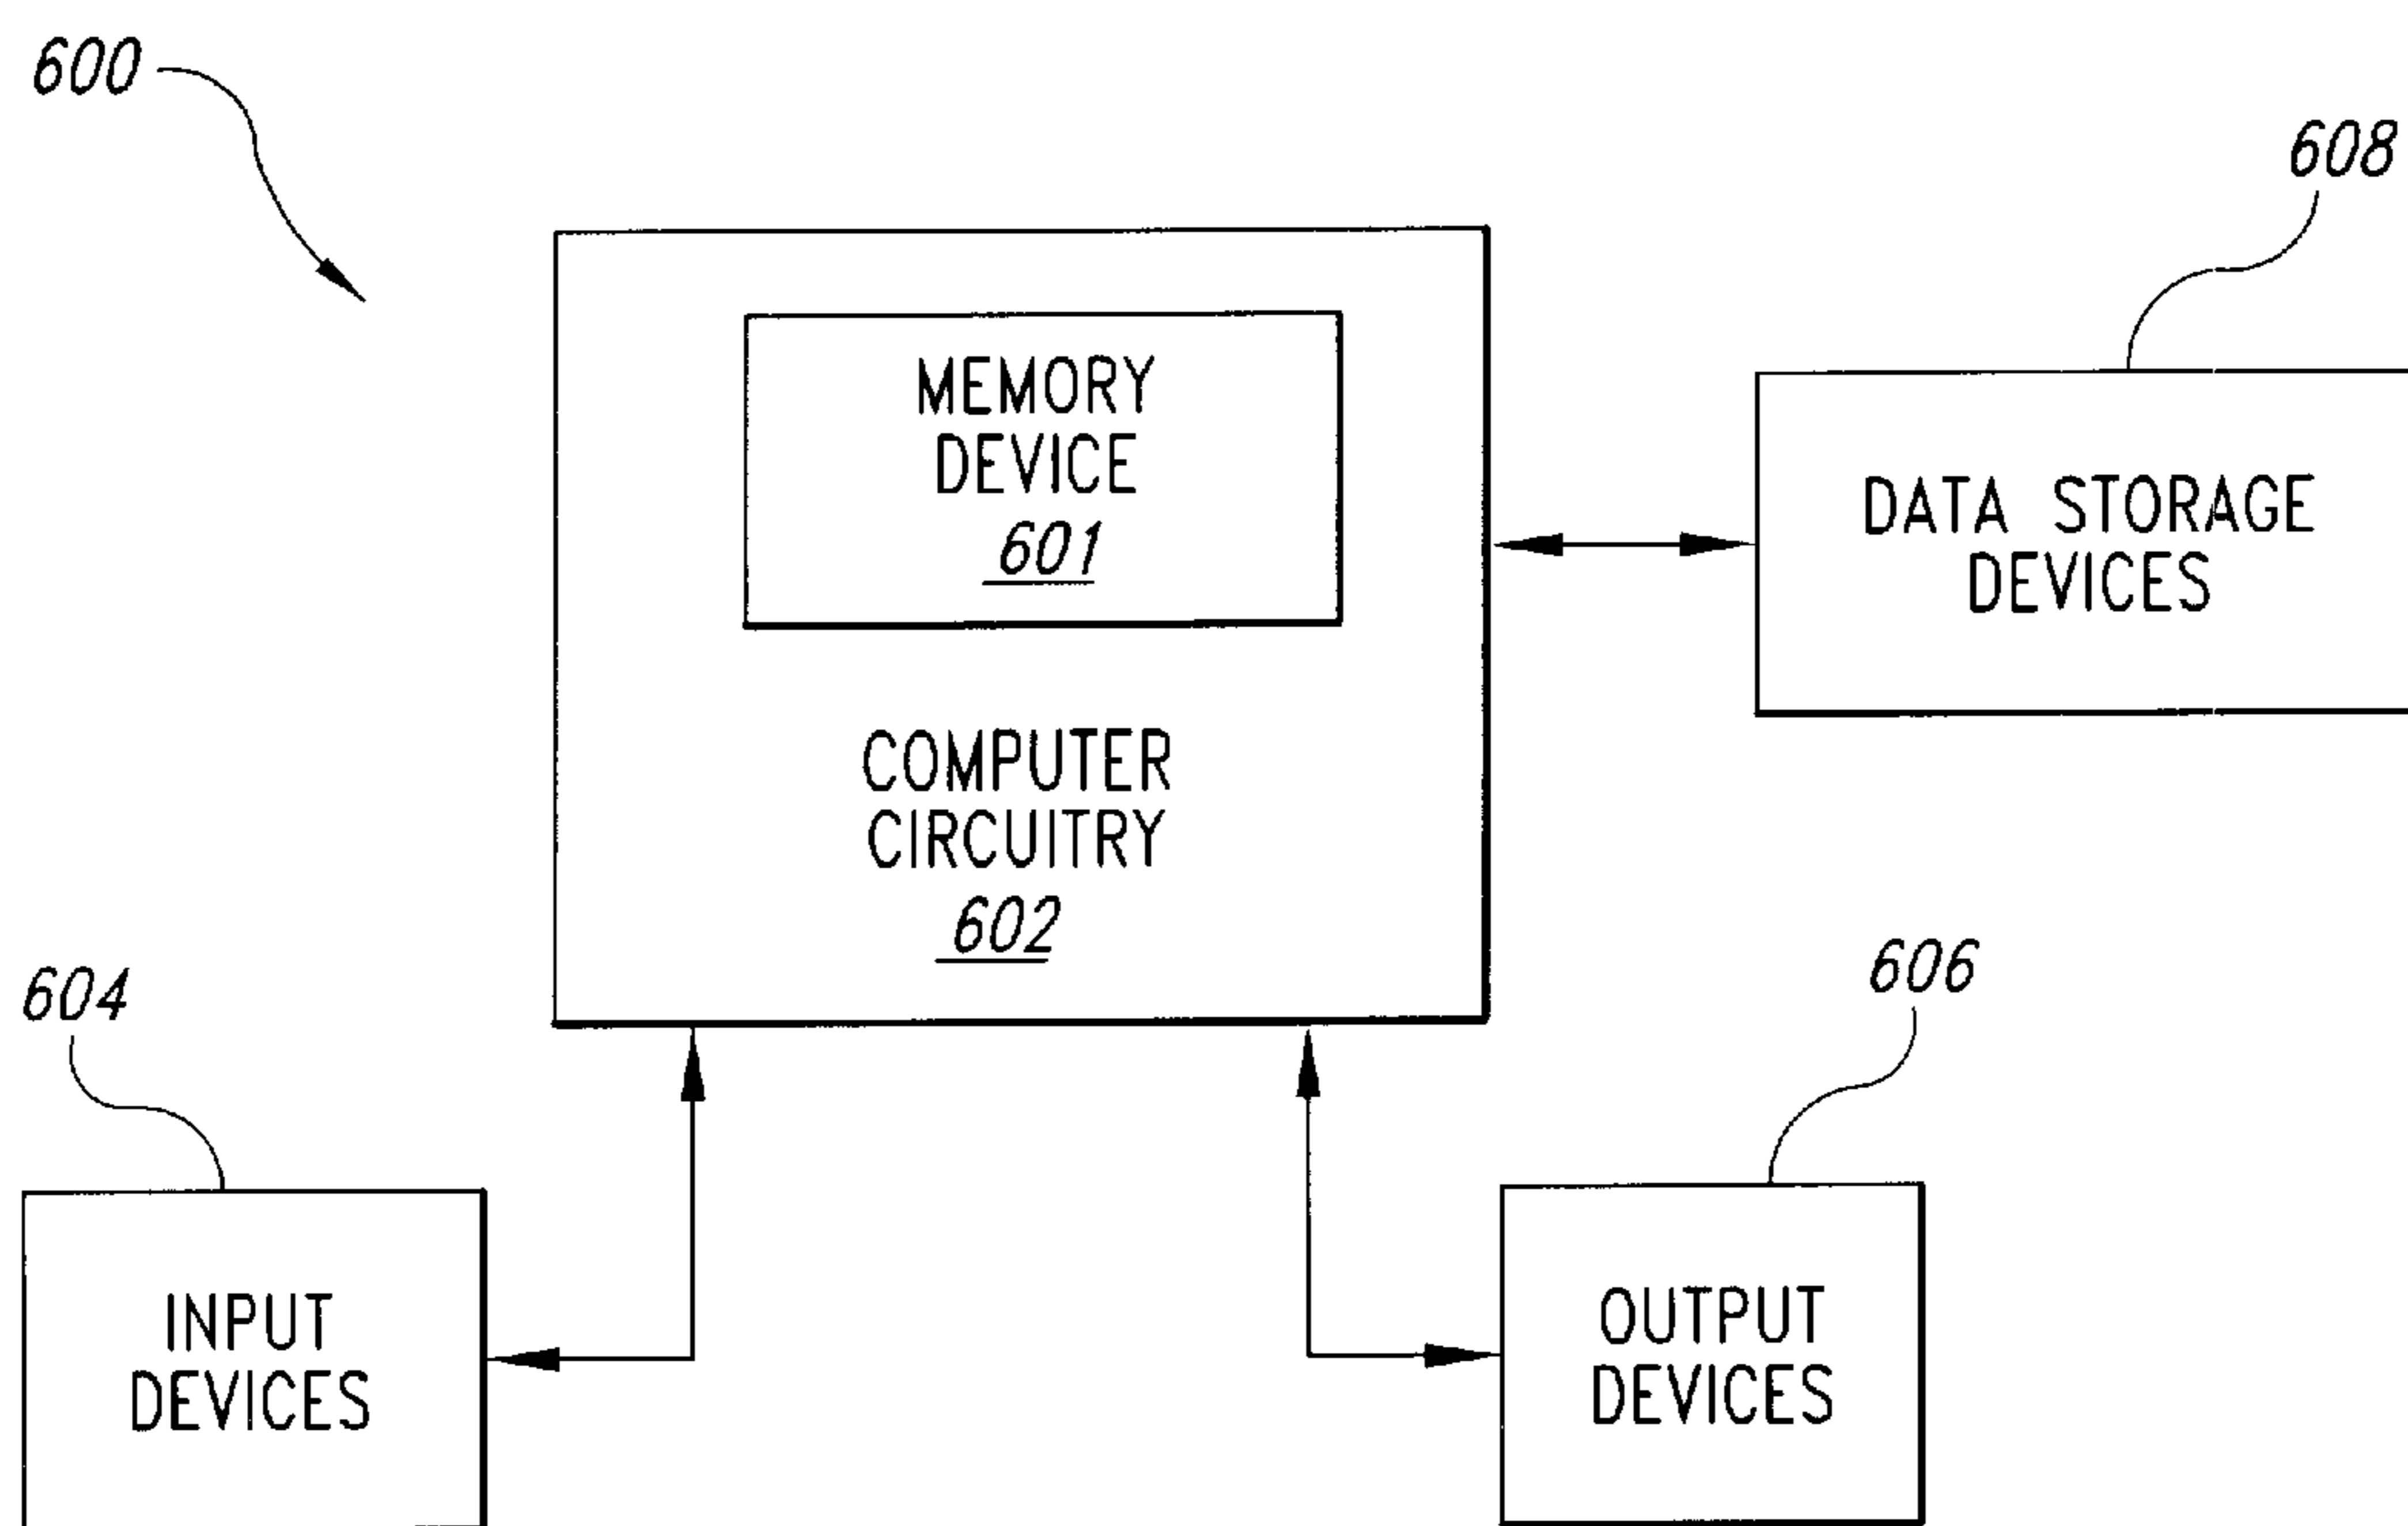 600
608
MEMORY
DEVICE
601
DATA STORAGE
DEVICES
COMPUTER
CIRCUITRY
602
604
606
INPUT
DEVICES
OUTPUT
DEVICES